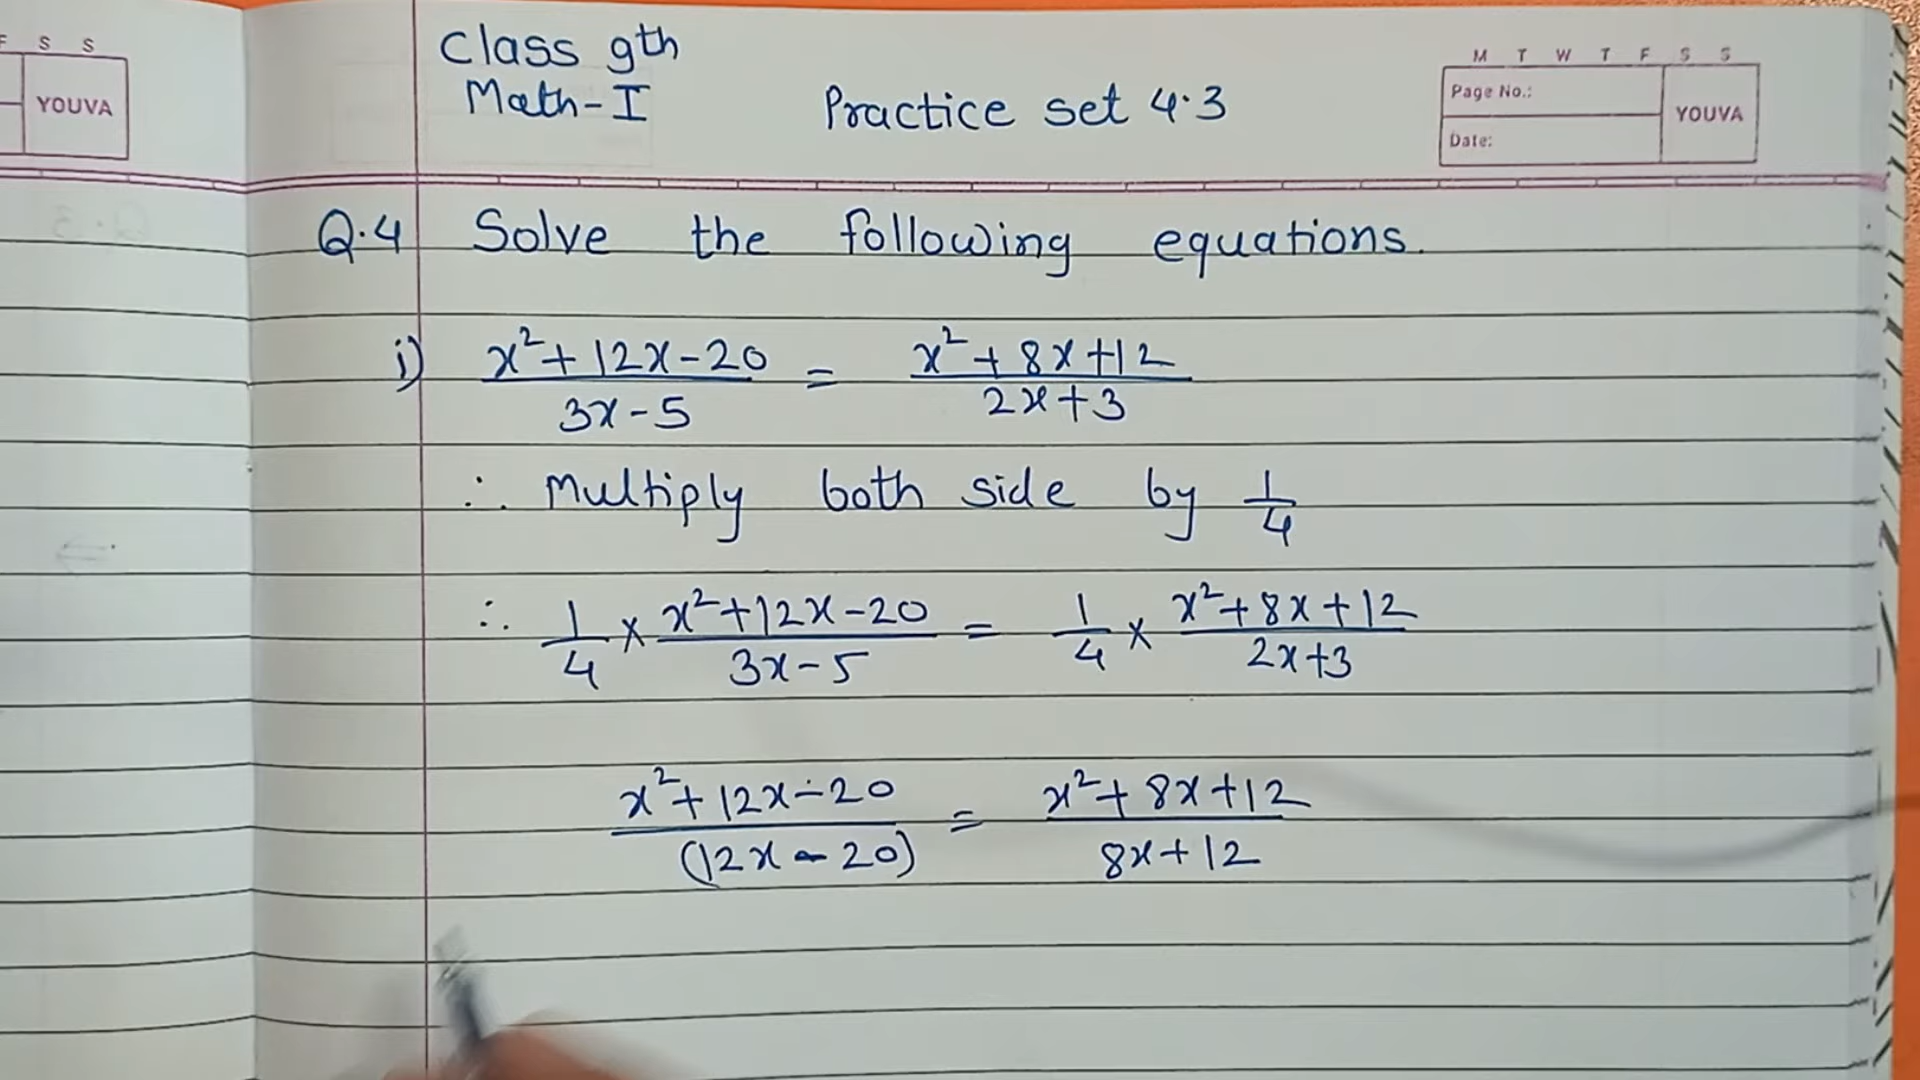 F S S
YOUVA
Class 9th
Math-I
Practice set 4.3
M T W T F S S
Page No.:
Date:
YOUVA
Q.4 Solve the following equations.
i) x²+12x-20 / 3x-5 = x²+8x+12 / 2x+3
∴ Multiply both side by 1/4
∴ 1/4 × x²+12x-20 / 3x-5 = 1/4 × x²+8x+12 / 2x+3
x²+12x-20 / (12x-20) = x²+8x+12 / 8x+12